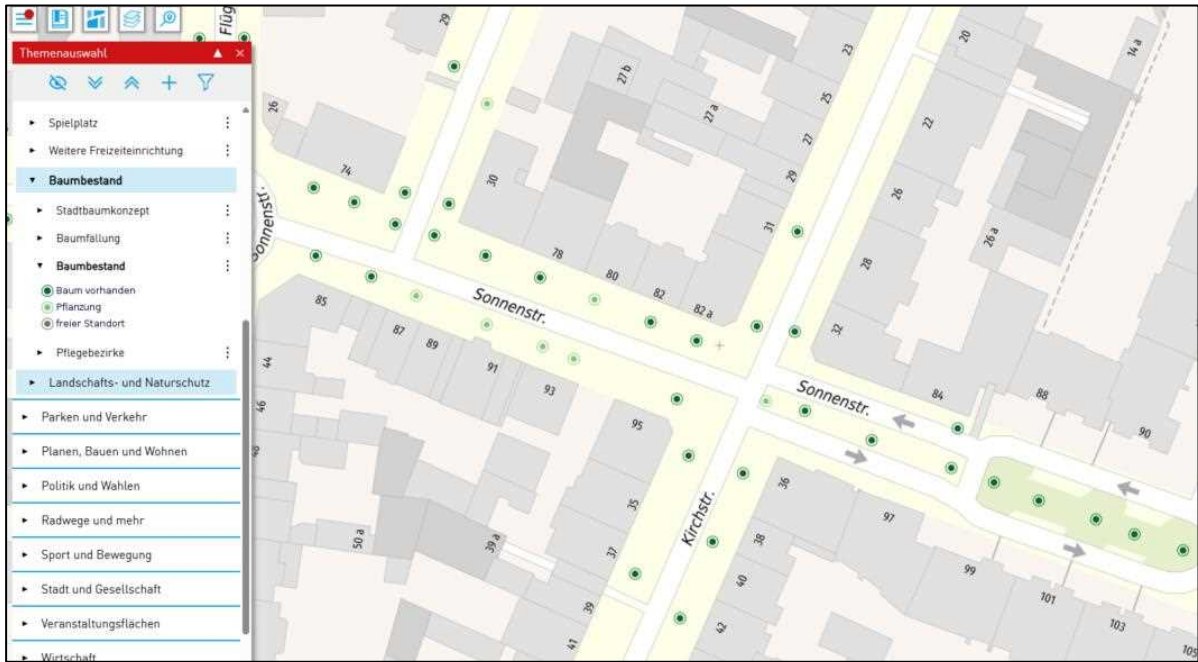 Themenauswahl
Spielplatz
Weitere Freizeiteinrichtung
Baumbestand
Stadtbaumkonzept
Baumfällung
Baumbestand
Baum vorhanden
Pflanzung
freier Standort
Pflegebezirke
Landschafts- und Naturschutz
Parken und Verkehr
Planen, Bauen und Wohnen
Politik und Wahlen
Radwege und mehr
Sport und Bewegung
Stadt und Gesellschaft
Veranstaltungsflächen
Wirtschaft
Flüg
29
26
74
30
27 b
27 a
23
25
27
29
31
20
22
26
28
32
14 a
26 a
Sonnenstr.
78
80
82
82 a
Sonnenstr.
85
87
89
91
93
95
44
46
48
50 a
39 a
35
37
39
41
Kirchstr.
36
38
40
42
Sonnenstr.
84
88
90
97
99
101
103
105